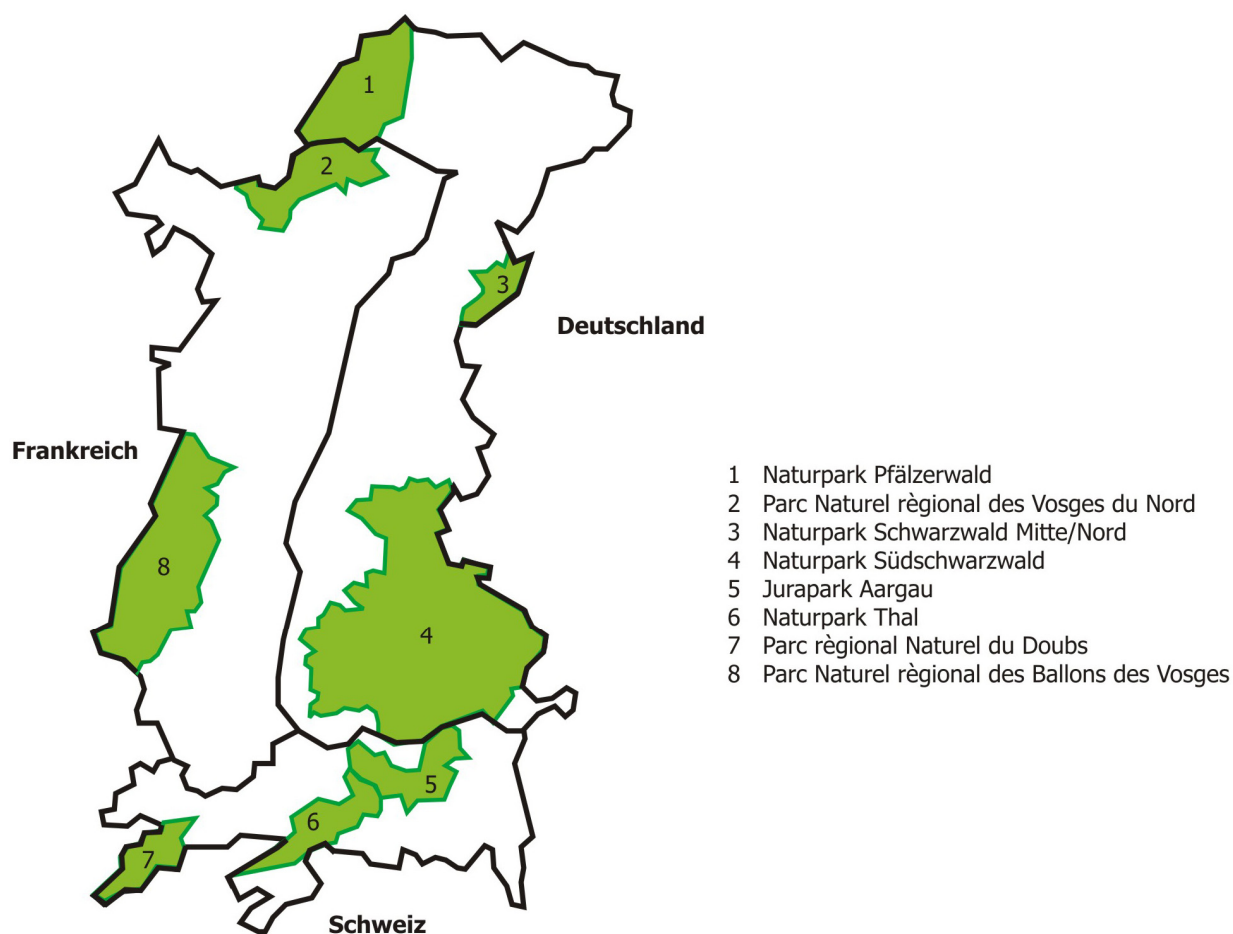 1
2
3
Deutschland
Frankreich
8
4
5
6
7
Schweiz
1 Naturpark Pfälzerwald
2 Parc Naturel règional des Vosges du Nord
3 Naturpark Schwarzwald Mitte/Nord
4 Naturpark Südschwarzwald
5 Jurapark Aargau
6 Naturpark Thal
7 Parc règional Naturel du Doubs
8 Parc Naturel règional des Ballons des Vosges